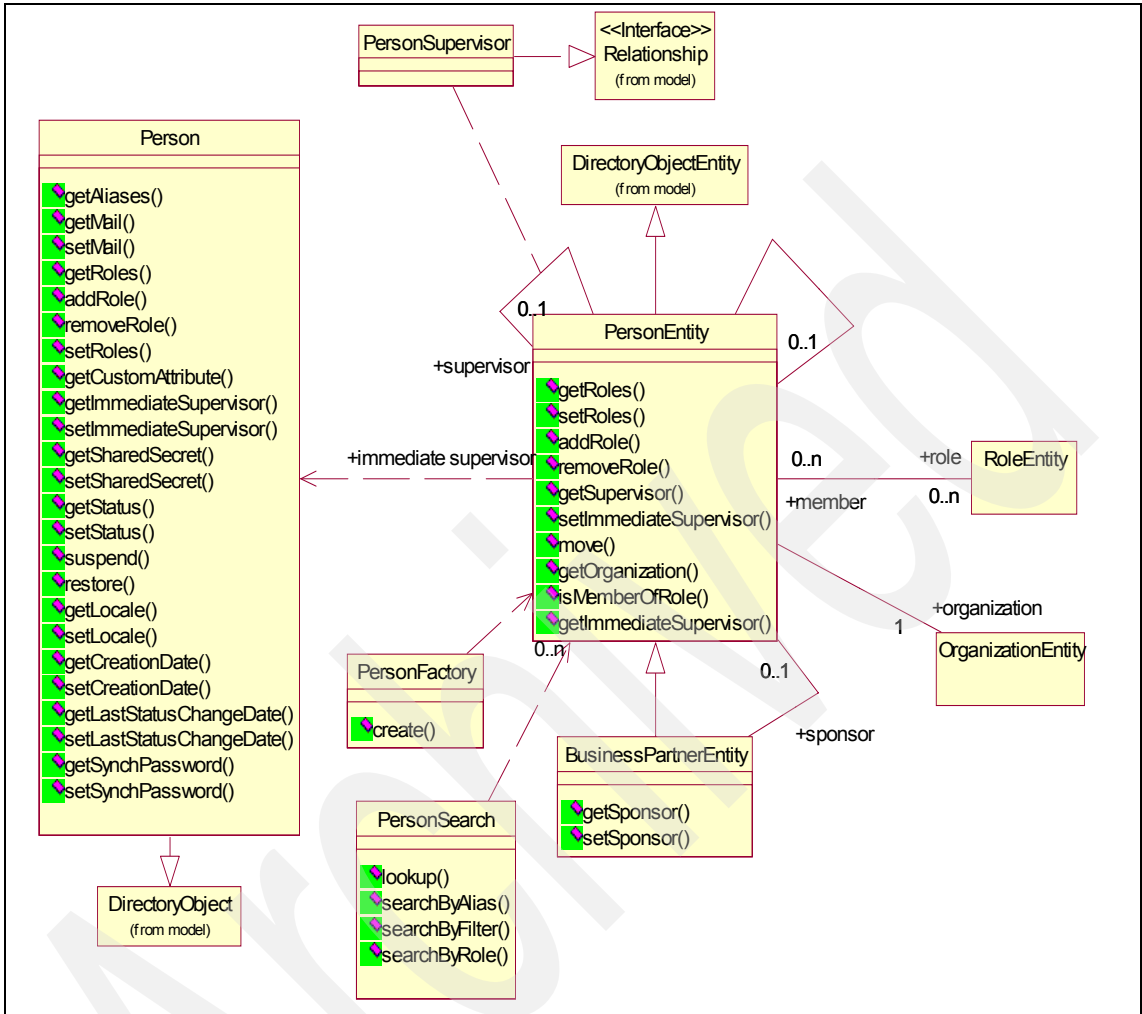 PersonSupervisor
<<Interface>>
Relationship
(from model)
Person
getAliases()
getMail()
setMail()
getRoles()
addRole()
removeRole()
setRoles()
getCustomAttribute()
getImmediateSupervisor()
setImmediateSupervisor()
getSharedSecret()
setSharedSecret()
getStatus()
setStatus()
suspend()
restore()
getLocale()
setLocale()
getCreationDate()
setCreationDate()
getLastStatusChangeDate()
setLastStatusChangeDate()
getSynchPassword()
setSynchPassword()
DirectoryObject
(from model)
DirectoryObjectEntity
(from model)
0..1
+supervisor
0..1
+immediate supervisor
PersonEntity
getRoles()
setRoles()
addRole()
removeRole()
getSupervisor()
setImmediateSupervisor()
move()
getOrganization()
isMemberOfRole()
getImmediateSupervisor()
0..n
+member
+role
0..n
RoleEntity
+organization
1
OrganizationEntity
PersonFactory
create()
0..n
PersonSearch
lookup()
searchByAlias()
searchByFilter()
searchByRole()
0..1
+sponsor
BusinessPartnerEntity
getSponsor()
setSponsor()
Archived